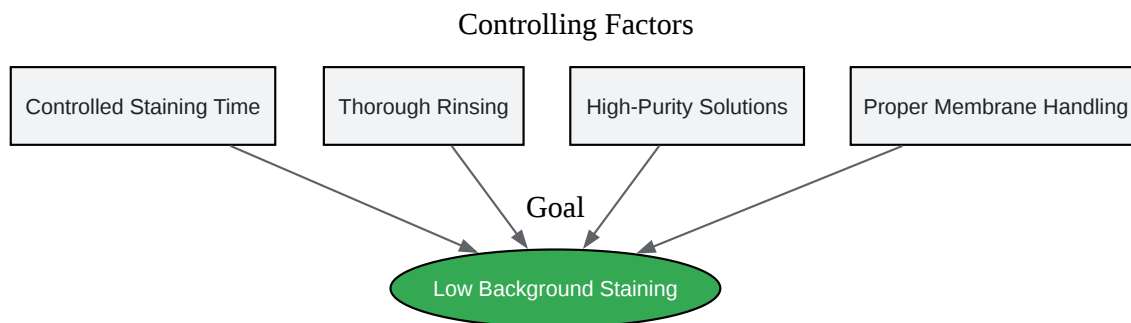 Controlling Factors
Controlled Staining Time
Thorough Rinsing
High-Purity Solutions
Proper Membrane Handling
Goal
Low Background Staining